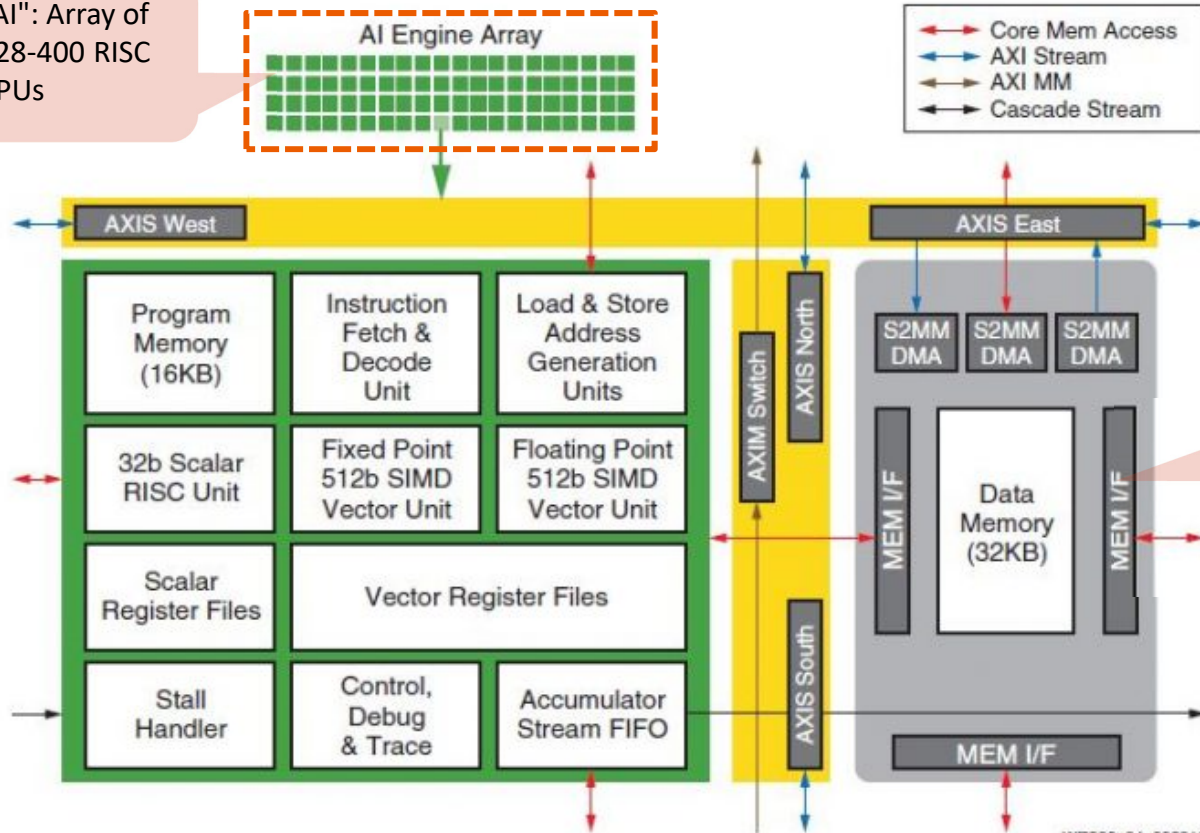 AI": Array of
28-400 RISC
PUs
AI Engine Array
Core Mem Access
AXI Stream
AXI MM
Cascade Stream
AXIS West
AXIS East
Program
Memory
(16KB)
Instruction
Fetch &
Decode
Unit
Load & Store
Address
Generation
Units
AXIM Switch
AXIS North
S2MM
DMA
S2MM
DMA
S2MM
DMA
32b Scalar
RISC Unit
Fixed Point
512b SIMD
Vector Unit
Floating Point
512b SIMD
Vector Unit
MEM I/F
Data
Memory
(32KB)
MEM I/F
Scalar
Register Files
Vector Register Files
Stall
Handler
Control,
Debug
& Trace
Accumulator
Stream FIFO
AXIS South
MEM I/F